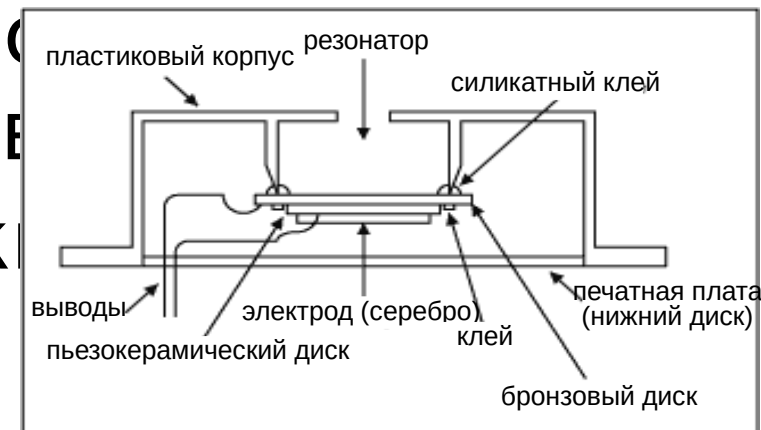 резонатор
пластиковый корпус
силикатный клей
выводы
электрод (серебро)
печатная плата
(нижний диск)
клей
пьезокерамический диск
бронзовый диск